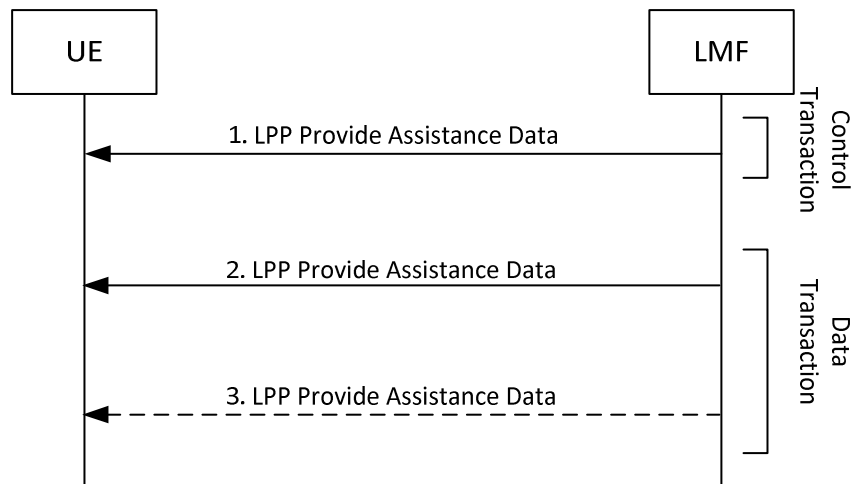 UE
LMF
1. LPP Provide Assistance Data
Control
Transaction
2. LPP Provide Assistance Data
Data
Transaction
3. LPP Provide Assistance Data